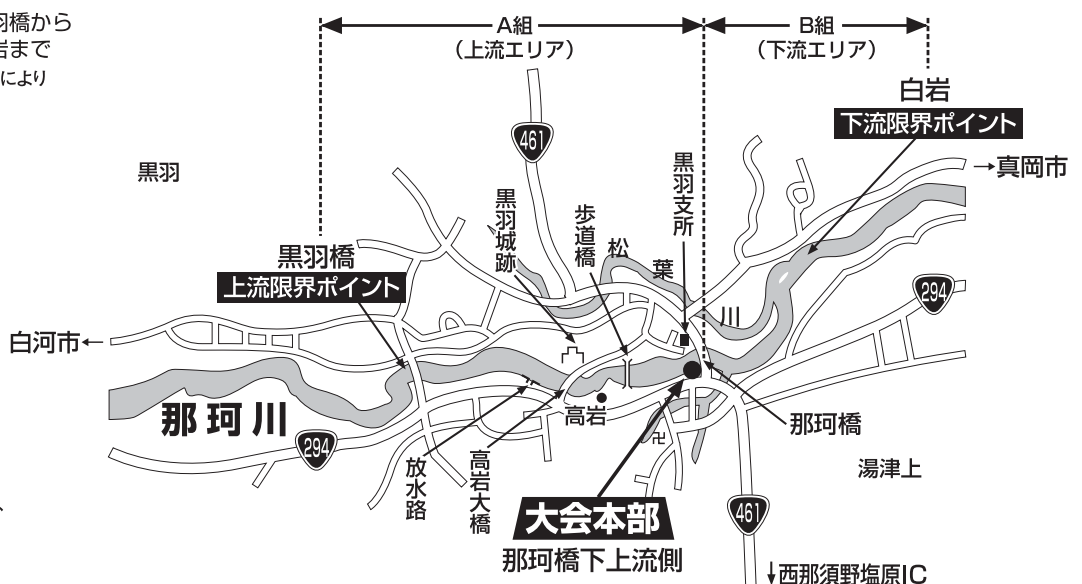 羽橋から
岩まで
により
A組
(上流エリア)
B組
(下流エリア)
白岩
下流限界ポイント
461
→真岡市
黒羽
黒羽支所
黒羽城跡
歩道橋
松葉川
黒羽橋
上流限界ポイント
294
白河市←
那珂川
高岩
那珂橋
294
放水路
高岩大橋
卍
湯津上
大会本部
那珂橋下上流側
461
↓西那須野塩原IC